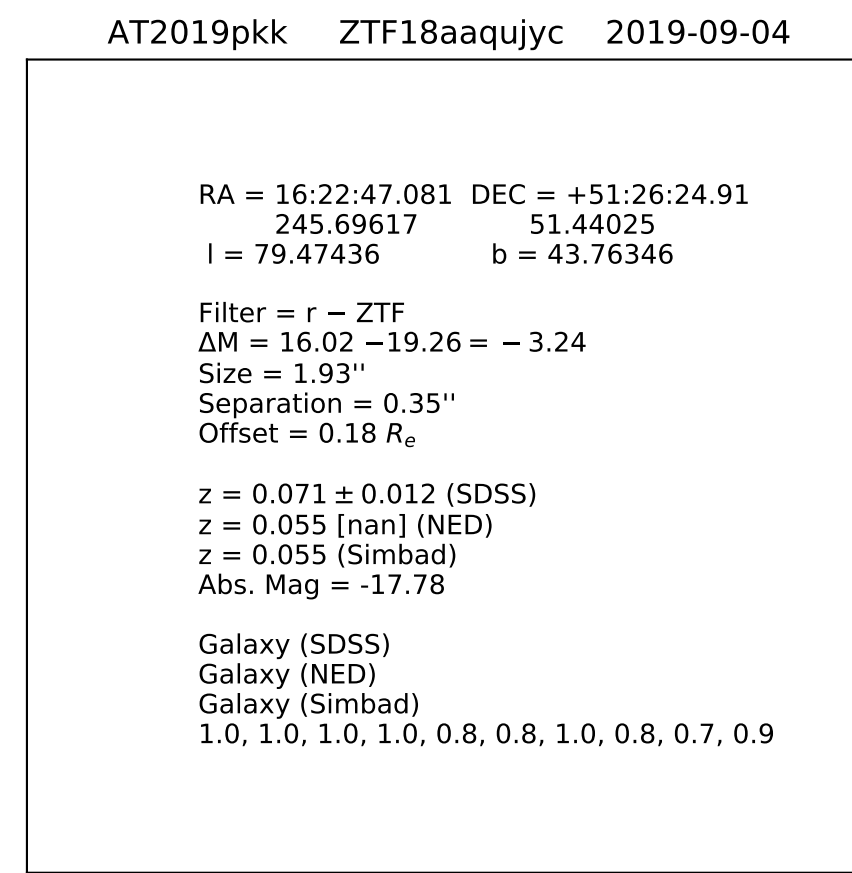 AT2019pkk ZTF18aaqujyc 2019-09-04
RA = 16:22:47.081 DEC = +51:26:24.91
245.69617 51.44025
l = 79.47436 b = 43.76346
Filter = r − ZTF
ΔM = 16.02 −19.26 = − 3.24
Size = 1.93''
Separation = 0.35''
Offset = 0.18 Rₑ
z = 0.071 ± 0.012 (SDSS)
z = 0.055 [nan] (NED)
z = 0.055 (Simbad)
Abs. Mag = -17.78
Galaxy (SDSS)
Galaxy (NED)
Galaxy (Simbad)
1.0, 1.0, 1.0, 1.0, 0.8, 0.8, 1.0, 0.8, 0.7, 0.9